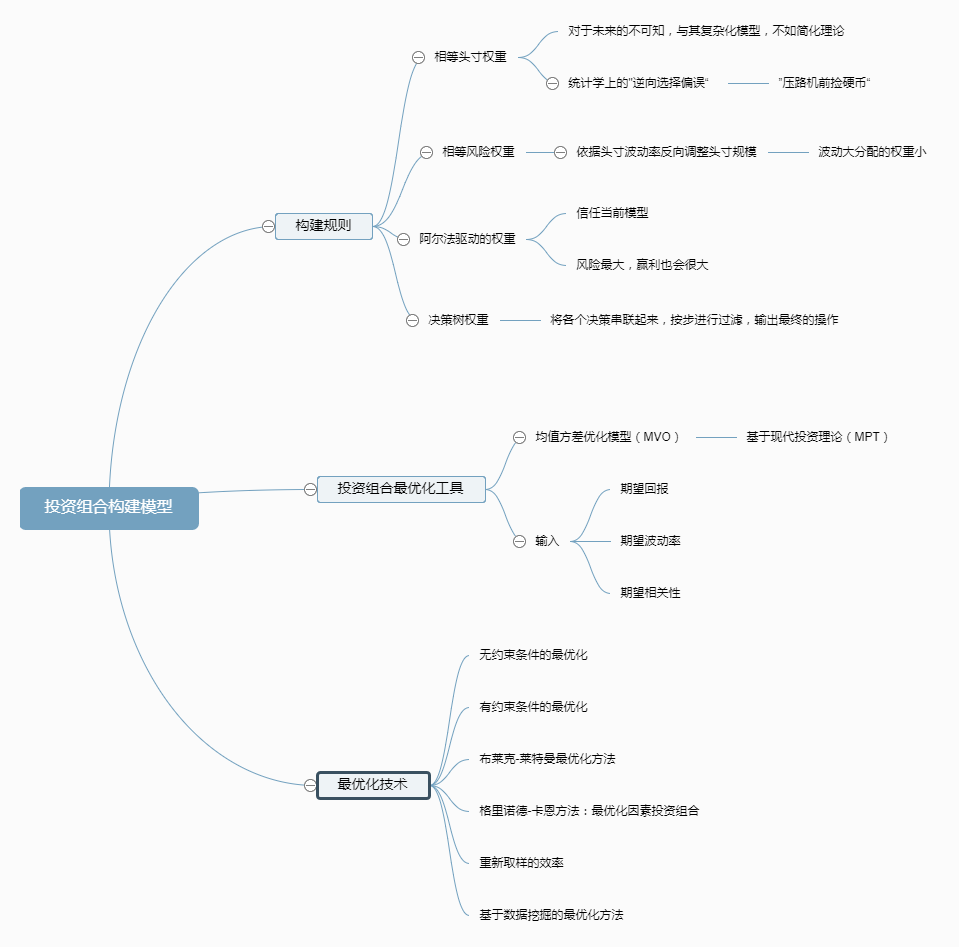 对于未来的不可知，与其复杂化模型，不如简化理论
相等头寸权重
统计学上的"逆向选择偏误“
”压路机前捡硬币“
相等风险权重
依据头寸波动率反向调整头寸规模
波动大分配的权重小
构建规则
信任当前模型
阿尔法驱动的权重
风险最大，赢利也会很大
决策树权重
将各个决策串联起来，按步进行过滤，输出最终的操作
均值方差优化模型（MVO）
基于现代投资理论（MPT）
投资组合最优化工具
期望回报
投资组合构建模型
输入
期望波动率
期望相关性
无约束条件的最优化
有约束条件的最优化
布莱克-莱特曼最优化方法
最优化技术
格里诺德-卡恩方法：最优化因素投资组合
重新取样的效率
基于数据挖掘的最优化方法